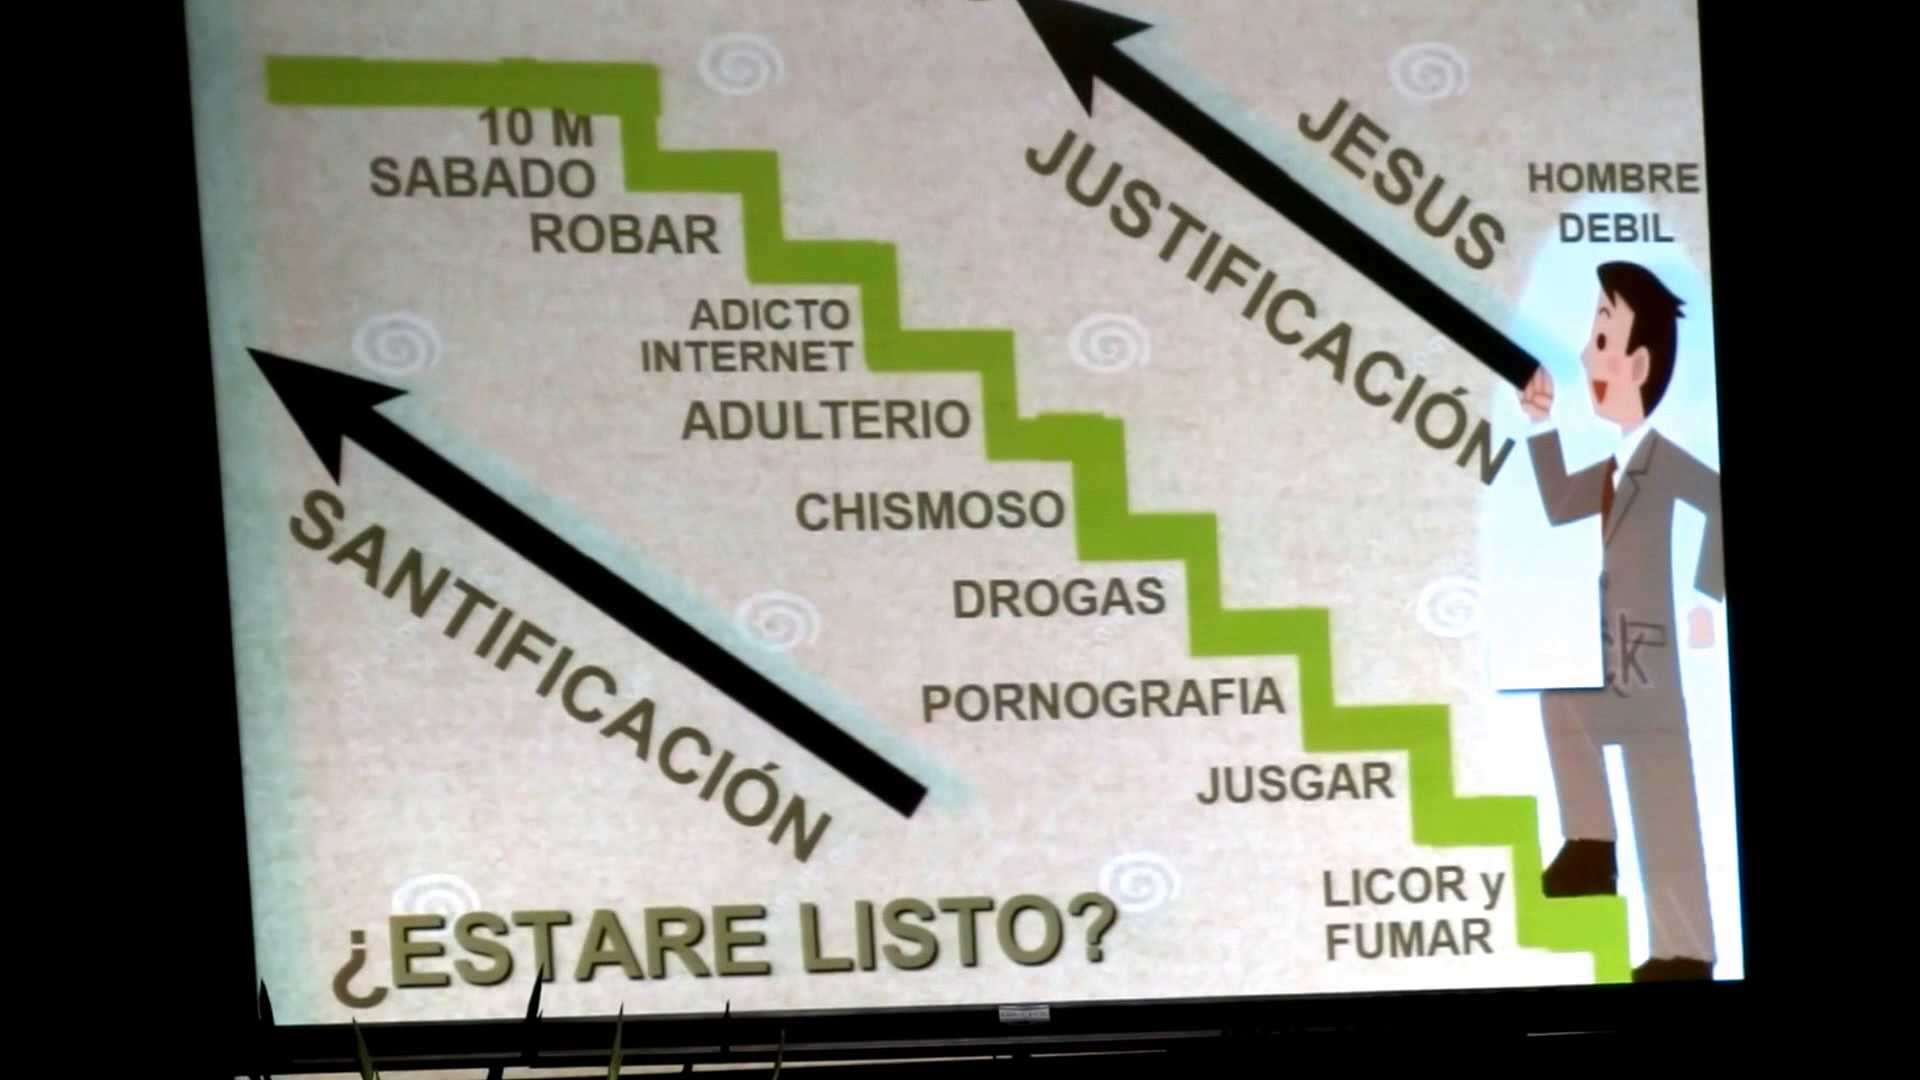 10 M
SABADO
ROBAR
ADICTO
INTERNET
ADULTERIO
CHISMOSO
DROGAS
PORNOGRAFIA
JUSGAR
LICOR y
FUMAR
JESUS
JUSTIFICACIÓN
HOMBRE
DEBIL
SANTIFICACIÓN
¿ESTARE LISTO?